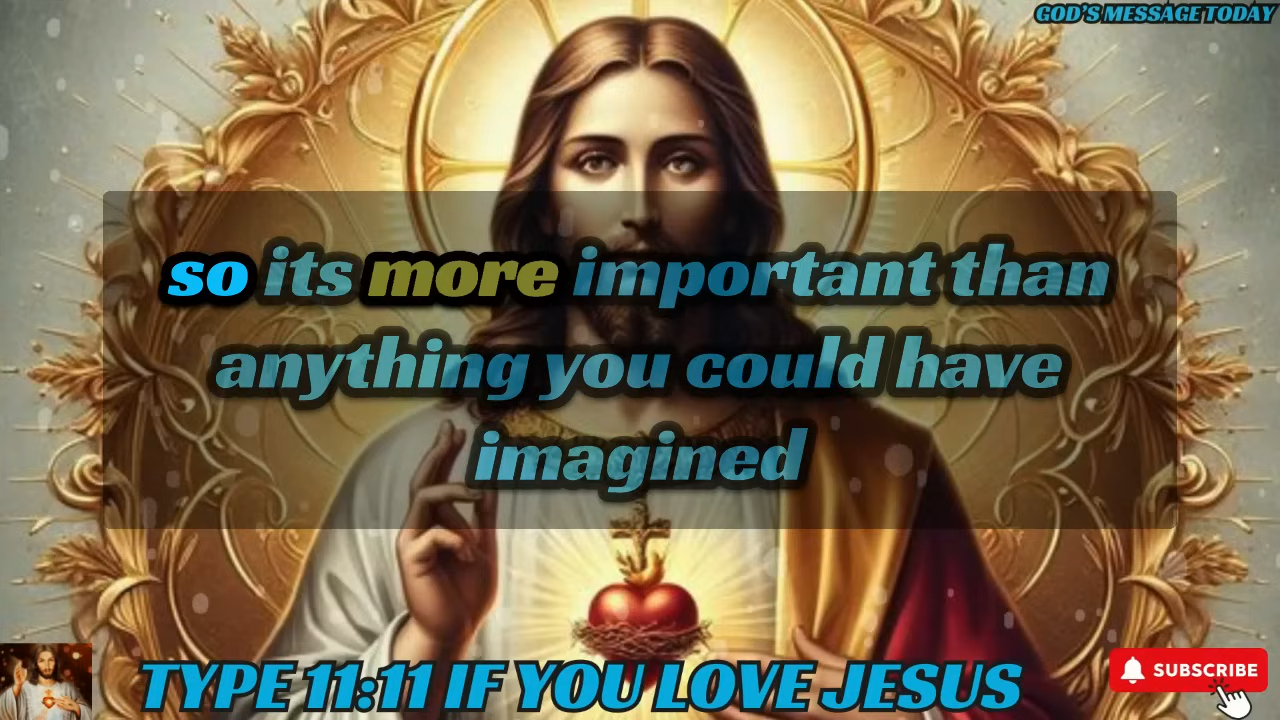 GOD'S MESSAGE TODAY
so its more important than
anything you could have
imagined
TYPE 11:11 IF YOU LOVE JESUS
SUBSCRIBE